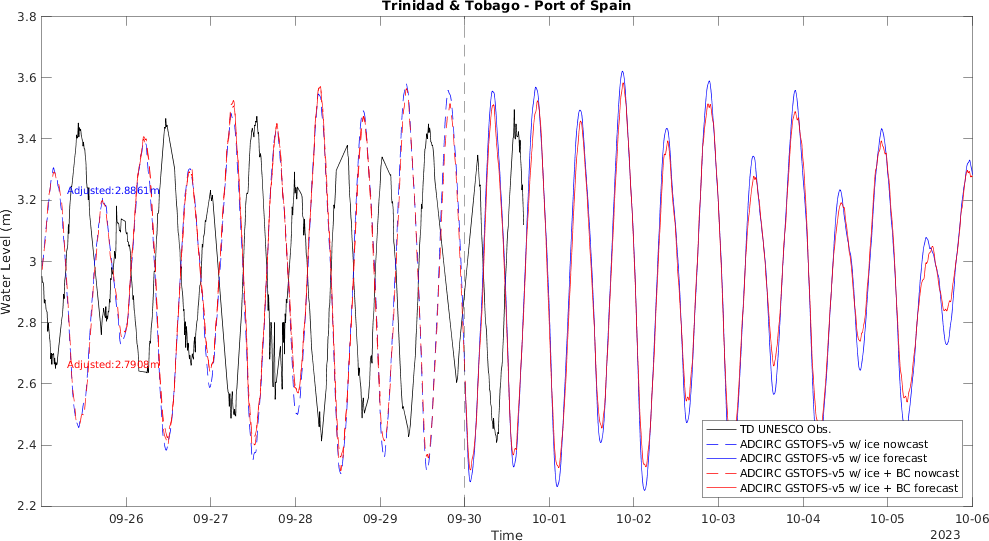 Trinidad & Tobago - Port of Spain
3.8
3.6
3.4
3.2
3
2.8
2.6
2.4
2.2
Water Level (m)
Adjusted:2.8861m
Adjusted:2.7908m
TD UNESCO Obs.
ADCIRC GSTOFS-v5 w/ ice nowcast
ADCIRC GSTOFS-v5 w/ ice forecast
ADCIRC GSTOFS-v5 w/ ice + BC nowcast
ADCIRC GSTOFS-v5 w/ ice + BC forecast
09-26 09-27 09-28 09-29 09-30 10-01 10-02 10-03 10-04 10-05 10-06
Time
2023